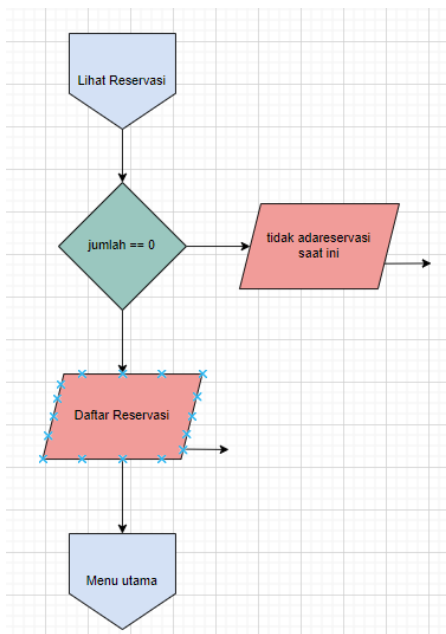 Lihat Reservasi
jumlah == 0
tidak adareservasi
saat ini
Daftar Reservasi
Menu utama